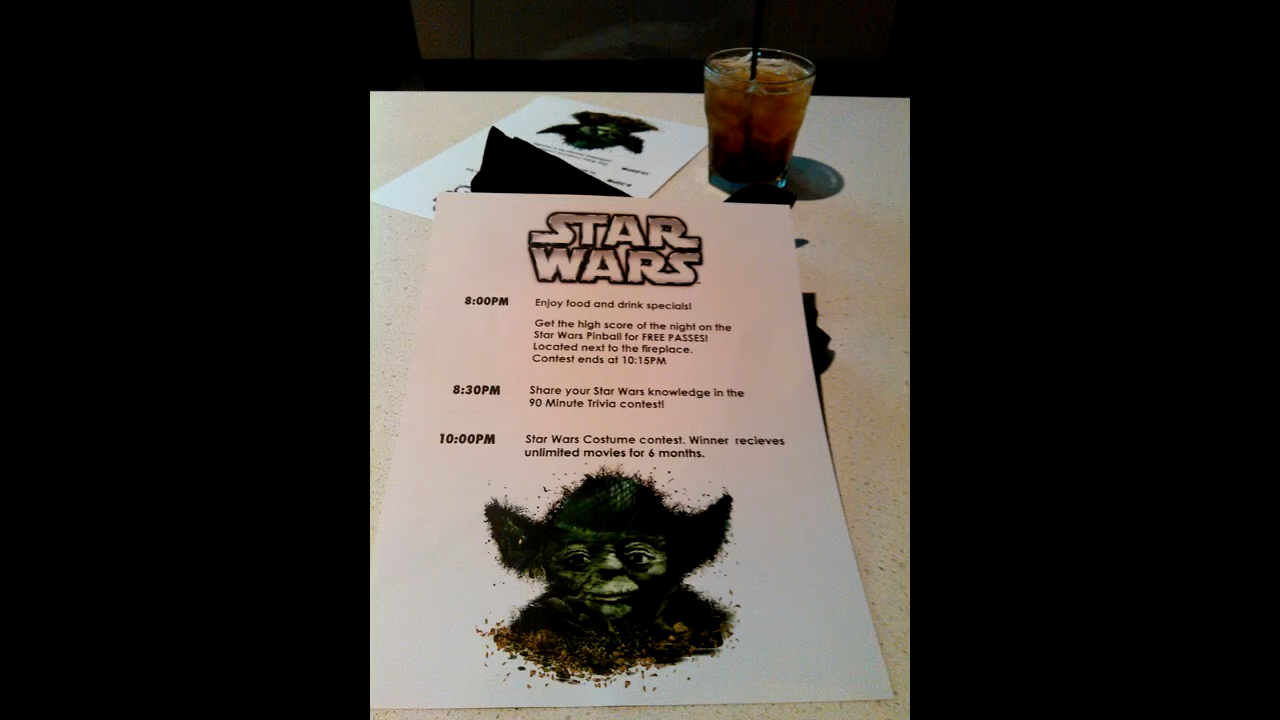 STAR
WARS
8:00PM Enjoy food and drink specials!
Get the high score of the night on the
Star Wars Pinball for FREE PASSES!
Located next to the fireplace.
Contest ends at 10:15PM
8:30PM Share your Star Wars knowledge in the
90 Minute Trivia contest!
10:00PM Star Wars Costume contest. Winner recieves
unlimited movies for 6 months.